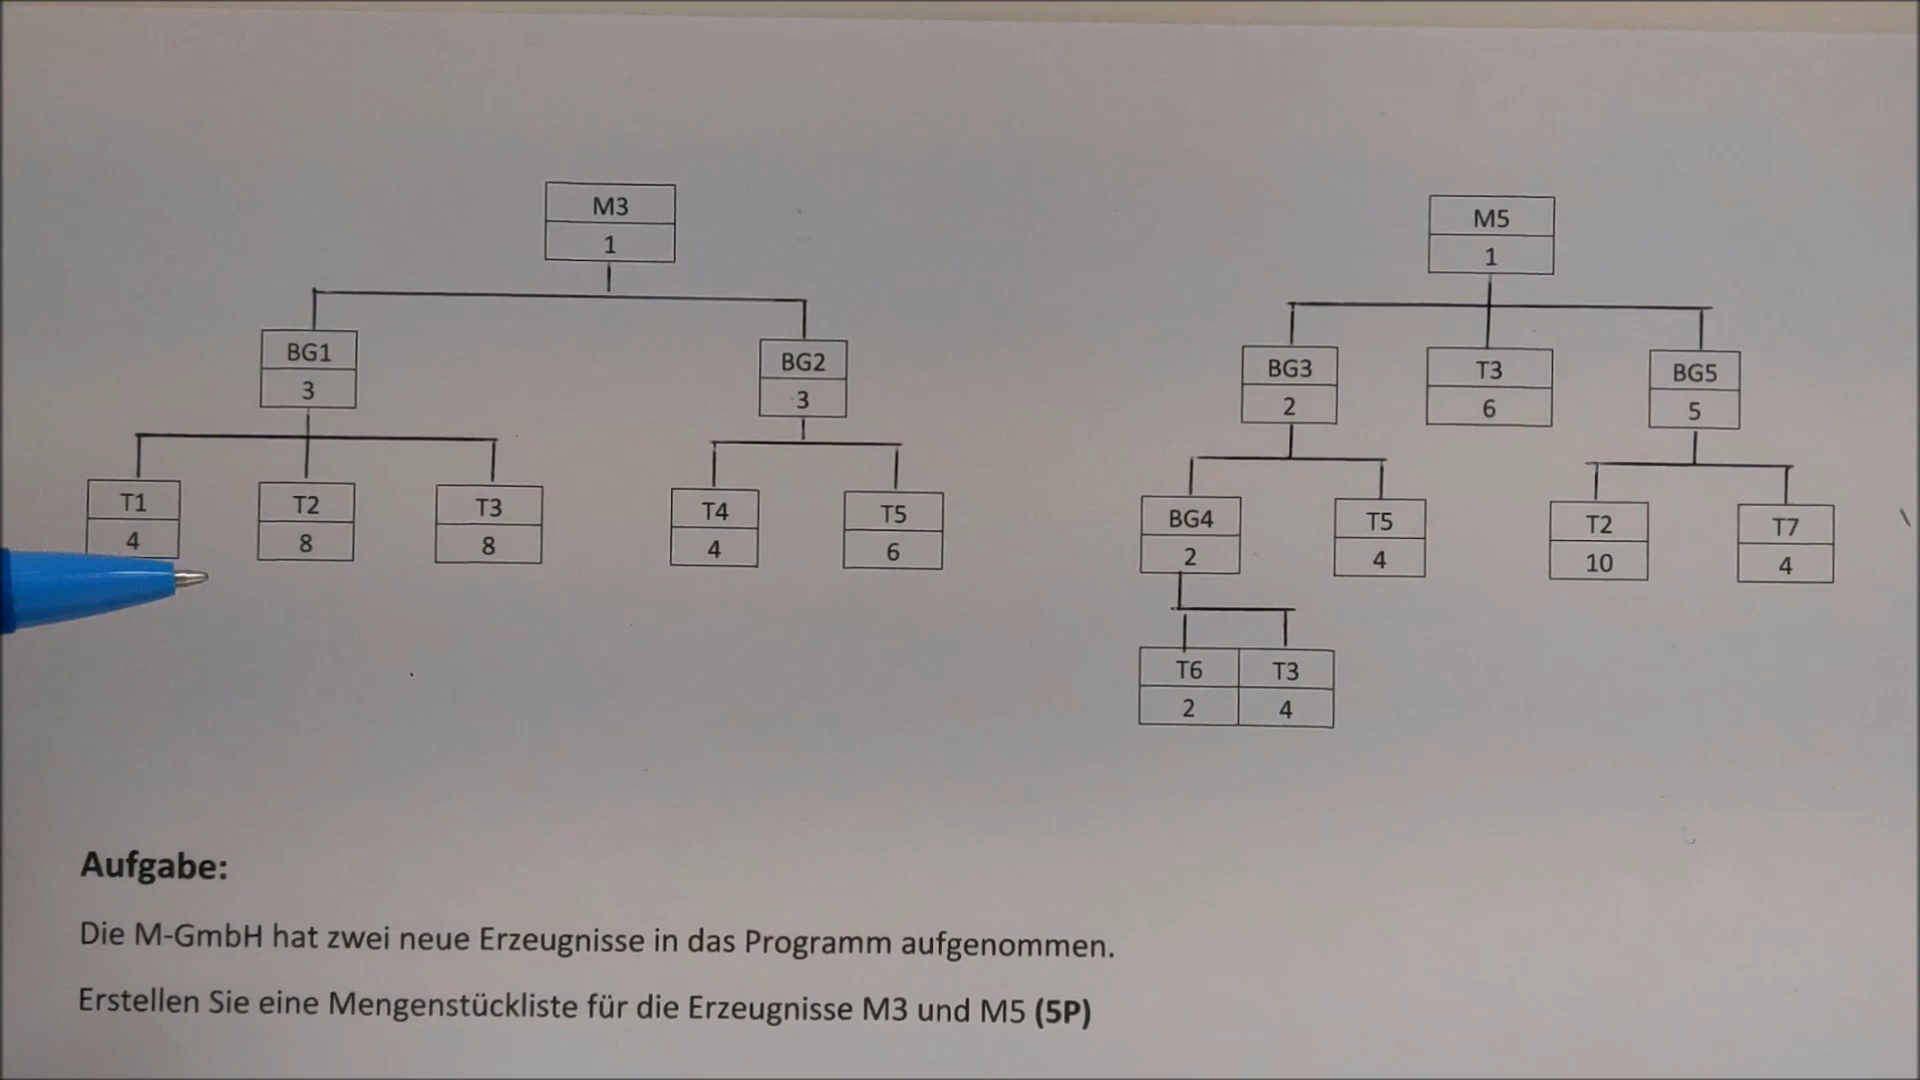 M3
1
M5
1
BG1
3
BG2
3
BG3
2
T3
6
BG5
5
T1
4
T2
8
T3
8
T4
4
T5
6
BG4
2
T5
4
T2
10
T7
4
T6
2
T3
4
Aufgabe:
Die M-GmbH hat zwei neue Erzeugnisse in das Programm aufgenommen.
Erstellen Sie eine Mengenstückliste für die Erzeugnisse M3 und M5 (5P)